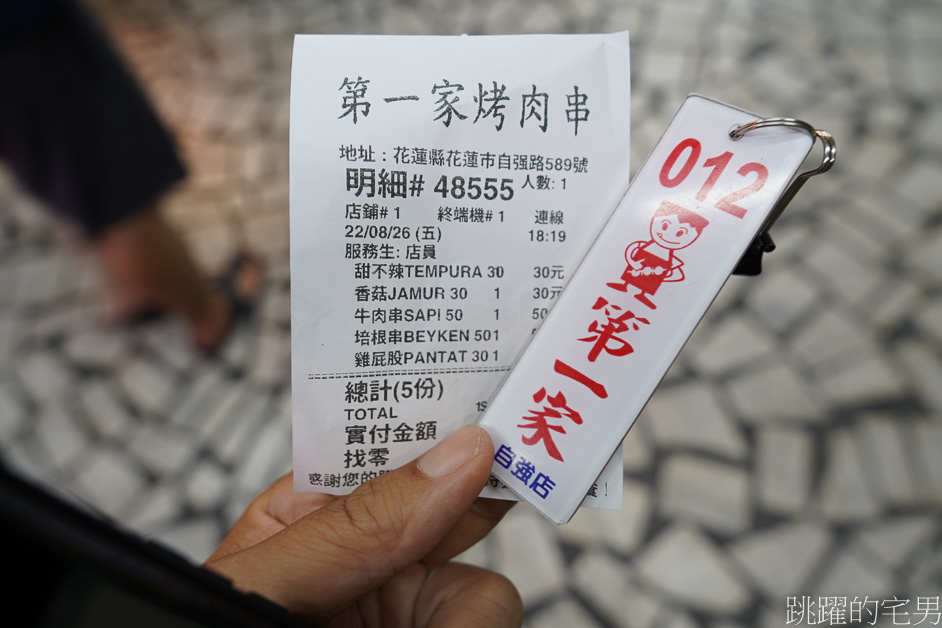 第一家烤肉串
地址：花蓮縣花蓮市自强路589號
明細# 48555 人數: 1
店鋪# 1 終端機# 1 連線
22/08/26 (五) 18:19
服務生: 店員
甜不辣TEMPURA 30 30元
香菇JAMUR 30 1 30元
牛肉串SAPI 50 1
培根串BEYKEN 50 1
雞屁股PANTAT 30 1
總計(5份)
TOTAL
實付金額
找零
感謝您的
012
第一家
自強店
跳躍的宅男